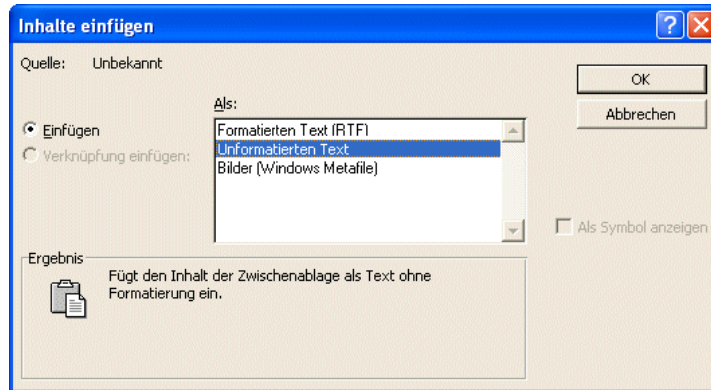 Inhalte einfügen
Quelle: Unbekannt
OK
Abbrechen
Als:
Einfügen
Verknüpfung einfügen:
Formatierten Text (RTF)
Unformatierten Text
Bilder (Windows Metafile)
Als Symbol anzeigen
Ergebnis
Fügt den Inhalt der Zwischenablage als Text ohne
Formatierung ein.